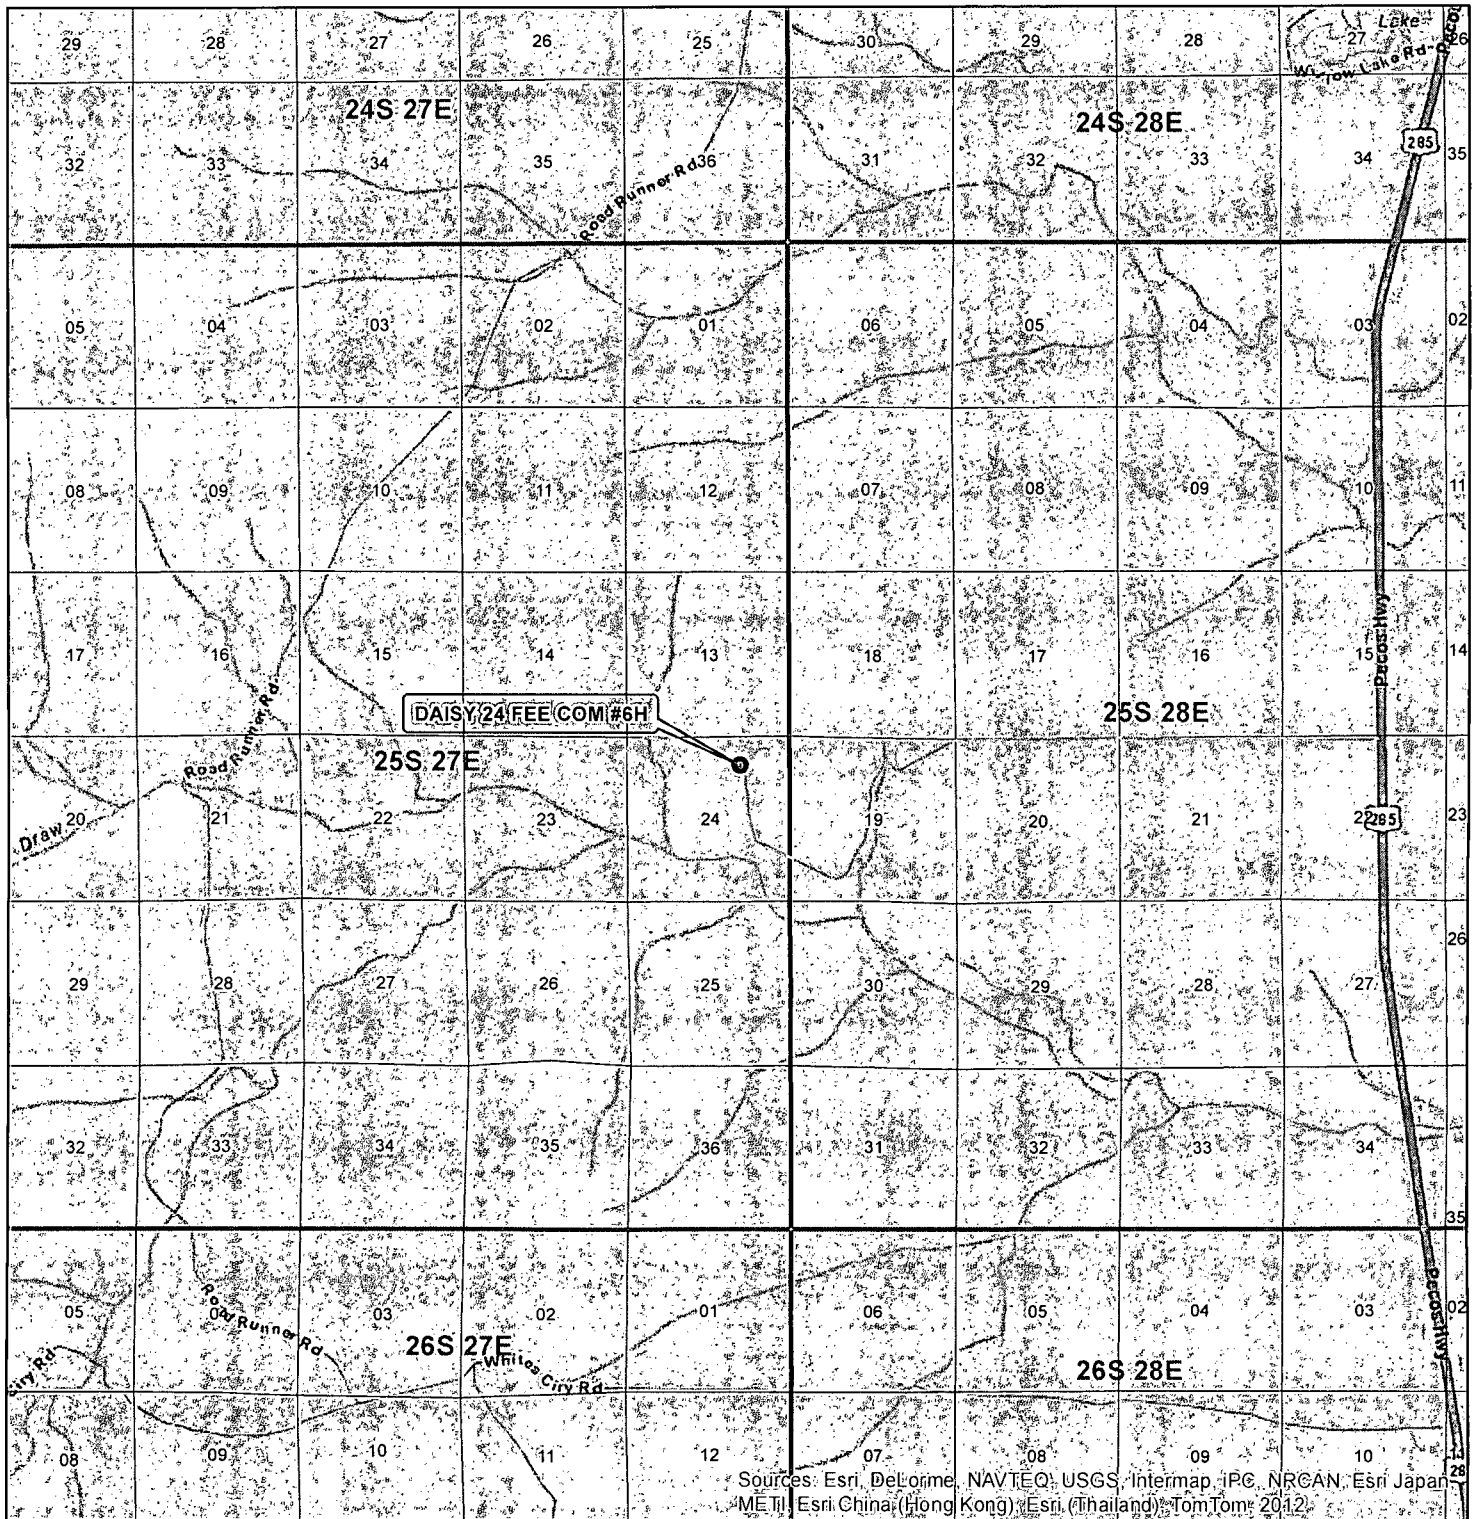 29 28 27 26 25 30 29 28 27 Lake 26
Willow Lake Rd
24S 27E 24S 28E
285
32 33 34 35 36 31 32 33 34 35
Road Runner Rd
05 04 03 02 01 06 05 04 03 02
08 09 10 11 12 07 08 09 10 11
17 16 15 14 13 18 17 16 15 14
Pecos Hwy
DAISY 24 FEE COM #6H
25S 27E 25S 28E
Road Runner Rd
Draw
20 21 22 23 24 19 20 21 22 285 23
29 28 27 26 25 30 29 28 27 26
32 33 34 35 36 31 32 33 34 35
05 04 03 02 01 06 05 04 03 02
Road Runner Rd
Pecos Hwy
26S 27E 26S 28E
City Rd
Whites City Rd
08 09 10 11 12 07 08 09 10
Sources: Esri, DeLorme, NAVTEQ, USGS, Intermap, iPC, NRCAN, Esri Japan,
METI, Esri China (Hong Kong), Esri (Thailand), TomTom, 2012